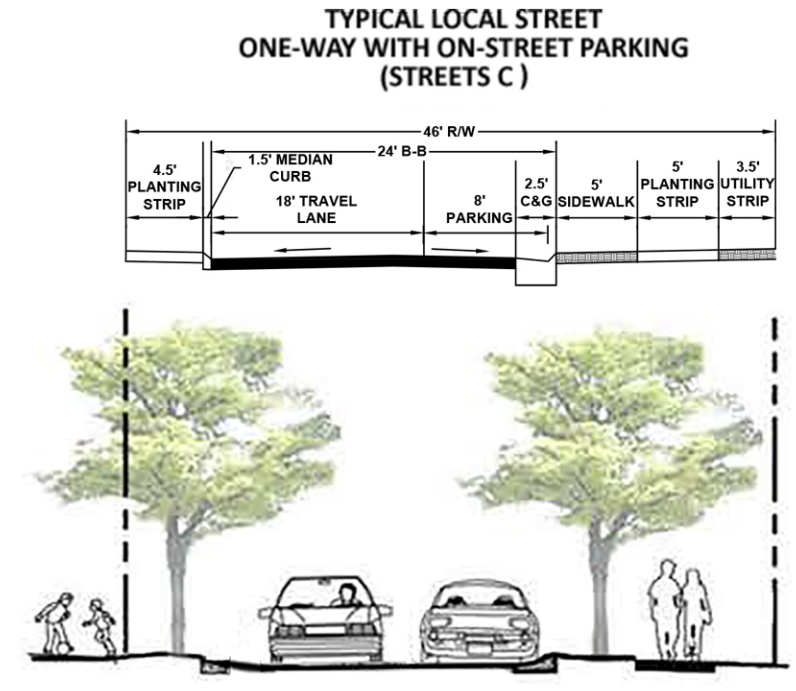 TYPICAL LOCAL STREET
ONE-WAY WITH ON-STREET PARKING
(STREETS C )
46' R/W
24' B-B
4.5'
PLANTING
STRIP
1.5' MEDIAN
CURB
18' TRAVEL
LANE
8'
PARKING
2.5'
C&G
5'
SIDEWALK
5'
PLANTING
STRIP
3.5'
UTILITY
STRIP